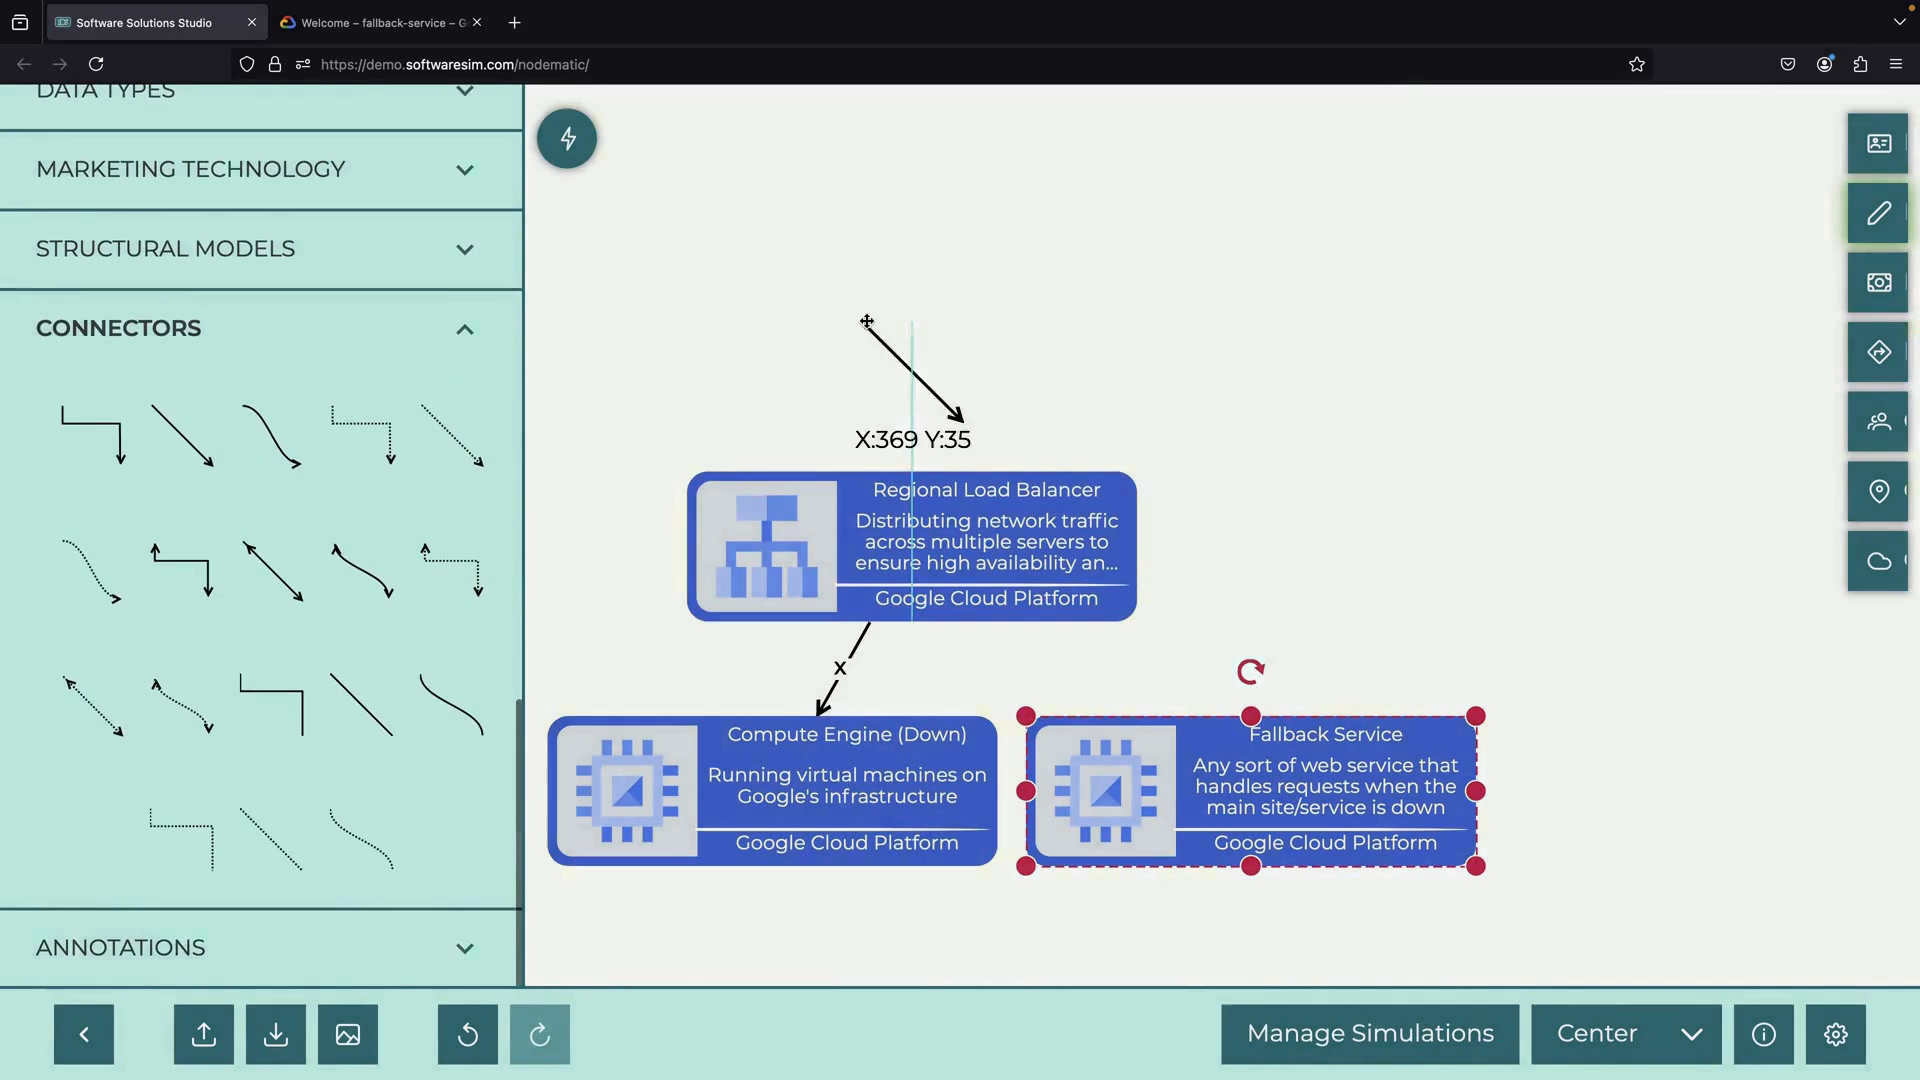 Software Solutions Studio
Welcome – fallback-service – G
https://demo.softwaresim.com/nodematic/
DATA TYPES
MARKETING TECHNOLOGY
STRUCTURAL MODELS
CONNECTORS
X:369 Y:35
Regional Load Balancer
Distributing network traffic
across multiple servers to
ensure high availability an...
Google Cloud Platform
x
Compute Engine (Down)
Running virtual machines on
Google's infrastructure
Google Cloud Platform
Fallback Service
Any sort of web service that
handles requests when the
main site/service is down
Google Cloud Platform
ANNOTATIONS
Manage Simulations
Center